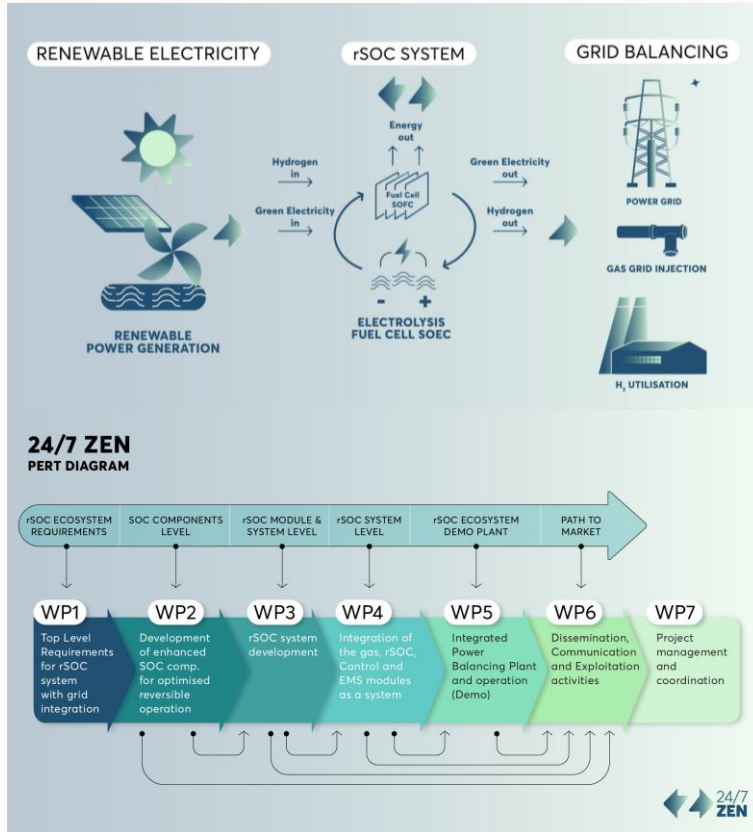 RENEWABLE ELECTRICITY
rSOC SYSTEM
GRID BALANCING
Energy
out
Hydrogen
in
Green Electricity
in
Fuel Cell
SOFC
Green Electricity
out
Hydrogen
out
- +
ELECTROLYSIS
FUEL CELL SOEC
RENEWABLE
POWER GENERATION
POWER GRID
GAS GRID INJECTION
H₂ UTILISATION
24/7 ZEN
PERT DIAGRAM
rSOC ECOSYSTEM
REQUIREMENTS
SOC COMPONENTS
LEVEL
rSOC MODULE &
SYSTEM LEVEL
rSOC SYSTEM
LEVEL
rSOC ECOSYSTEM
DEMO PLANT
PATH TO
MARKET
WP1
Top Level
Requirements
for rSOC
system
with grid
integration
WP2
Development
of enhanced
SOC comp.
for optimised
reversible
operation
WP3
rSOC system
development
WP4
Integration of
the gas, rSOC,
Control and
EMS modules
as a system
WP5
Integrated
Power
Balancing Plant
and operation
(Demo)
WP6
Dissemination,
Communication
and Exploitation
activities
WP7
Project
management
and
coordination
24/7
ZEN